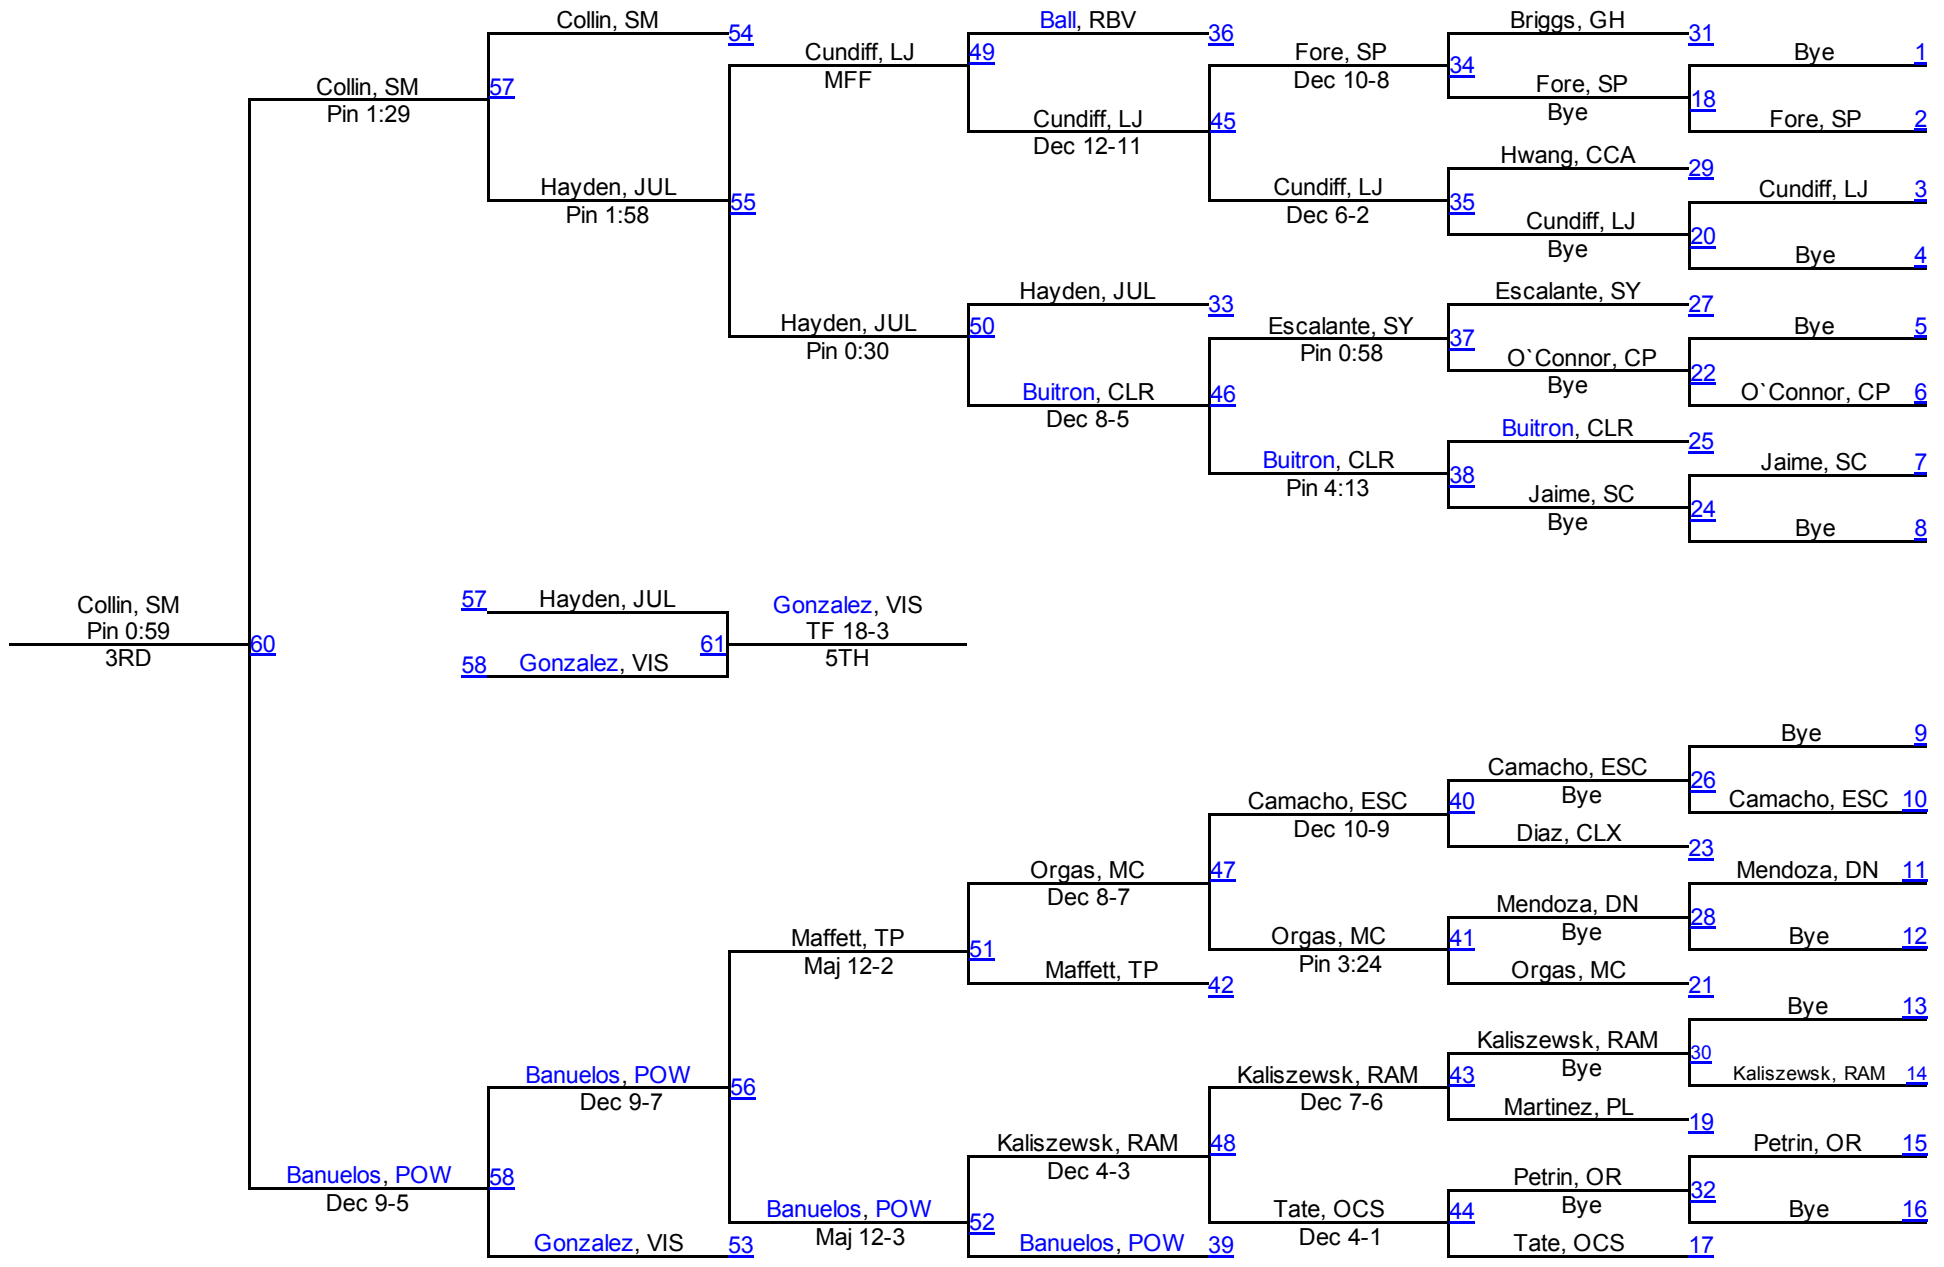 Collin, SM
54
Ball, RBV
36
Briggs, GH
31
Cundiff, LJ
MFF
49
Fore, SP
Dec 10-8
34
Bye
1
Collin, SM
Pin 1:29
57
Fore, SP
Bye
18
Fore, SP
2
Cundiff, LJ
Dec 12-11
45
Hwang, CCA
29
Hayden, JUL
Pin 1:58
55
Cundiff, LJ
Dec 6-2
35
Cundiff, LJ
3
Cundiff, LJ
Bye
20
Bye
4
Hayden, JUL
33
Escalante, SY
27
Hayden, JUL
Pin 0:30
50
Escalante, SY
Pin 0:58
37
Bye
5
O`Connor, CP
Bye
22
O`Connor, CP
6
Buitron, CLR
Dec 8-5
46
Buitron, CLR
25
Buitron, CLR
Pin 4:13
38
Jaime, SC
7
Jaime, SC
Bye
24
Bye
8
Collin, SM
Pin 0:59
3RD
60
57
Hayden, JUL
58
Gonzalez, VIS
61
Gonzalez, VIS
TF 18-3
5TH
Bye
9
Camacho, ESC
Bye
26
Camacho, ESC
10
Camacho, ESC
Dec 10-9
40
Diaz, CLX
23
Orgas, MC
Dec 8-7
47
Mendoza, DN
11
Mendoza, DN
Bye
28
Bye
12
Maffett, TP
Maj 12-2
51
Orgas, MC
Pin 3:24
41
Orgas, MC
21
Maffett, TP
42
Bye
13
Kaliszewsk, RAM
Bye
30
Kaliszewsk, RAM
14
Banuelos, POW
Dec 9-7
56
Kaliszewsk, RAM
Dec 7-6
43
Martinez, PL
19
Kaliszewsk, RAM
Dec 4-3
48
Petrin, OR
15
Banuelos, POW
Dec 9-5
58
Petrin, OR
Bye
32
Bye
16
Banuelos, POW
Maj 12-3
52
Tate, OCS
Dec 4-1
44
Gonzalez, VIS
53
Banuelos, POW
39
Tate, OCS
17